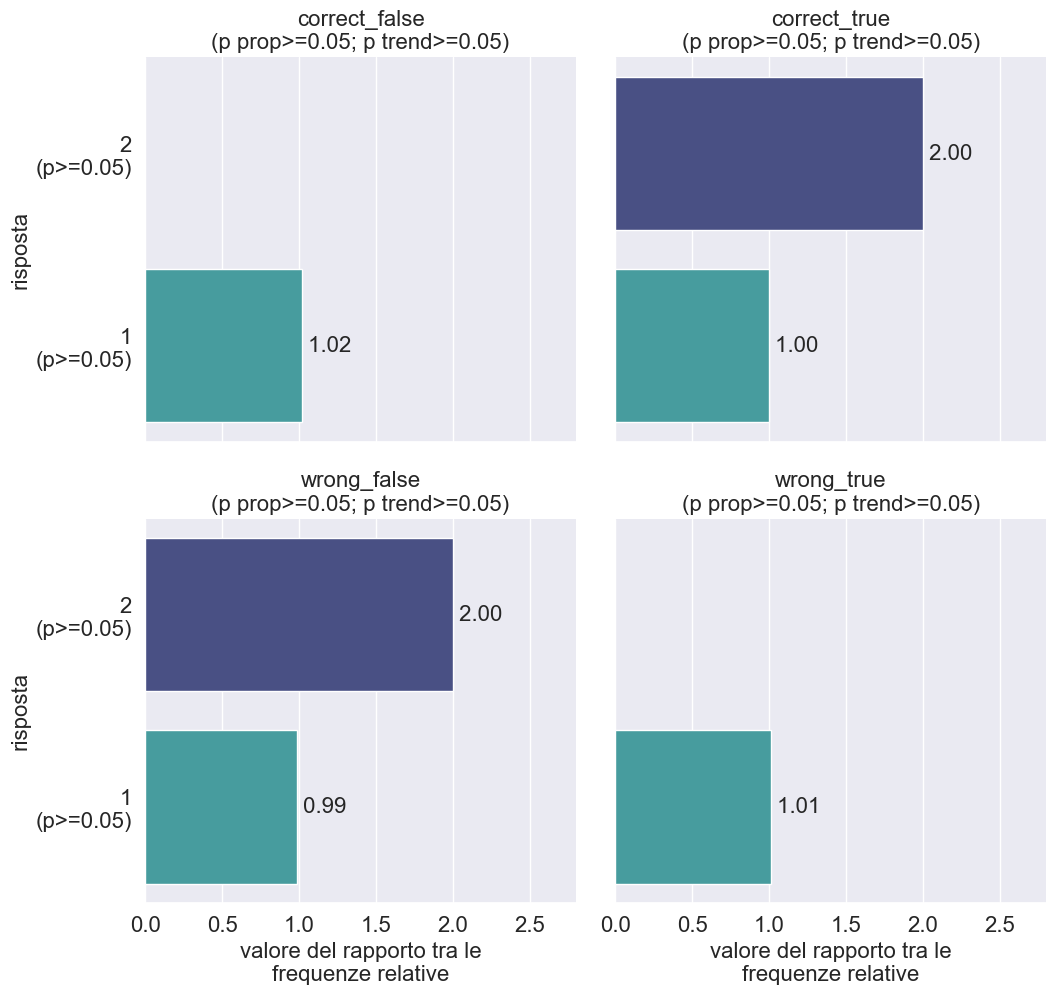 correct_false
(p prop>=0.05; p trend>=0.05)
correct_true
(p prop>=0.05; p trend>=0.05)
risposta
2
(p>=0.05)
1
(p>=0.05)
1.02
2.00
1.00
wrong_false
(p prop>=0.05; p trend>=0.05)
wrong_true
(p prop>=0.05; p trend>=0.05)
risposta
2
(p>=0.05)
1
(p>=0.05)
2.00
0.99
1.01
0.0 0.5 1.0 1.5 2.0 2.5
valore del rapporto tra le
frequenze relative
0.0 0.5 1.0 1.5 2.0 2.5
valore del rapporto tra le
frequenze relative